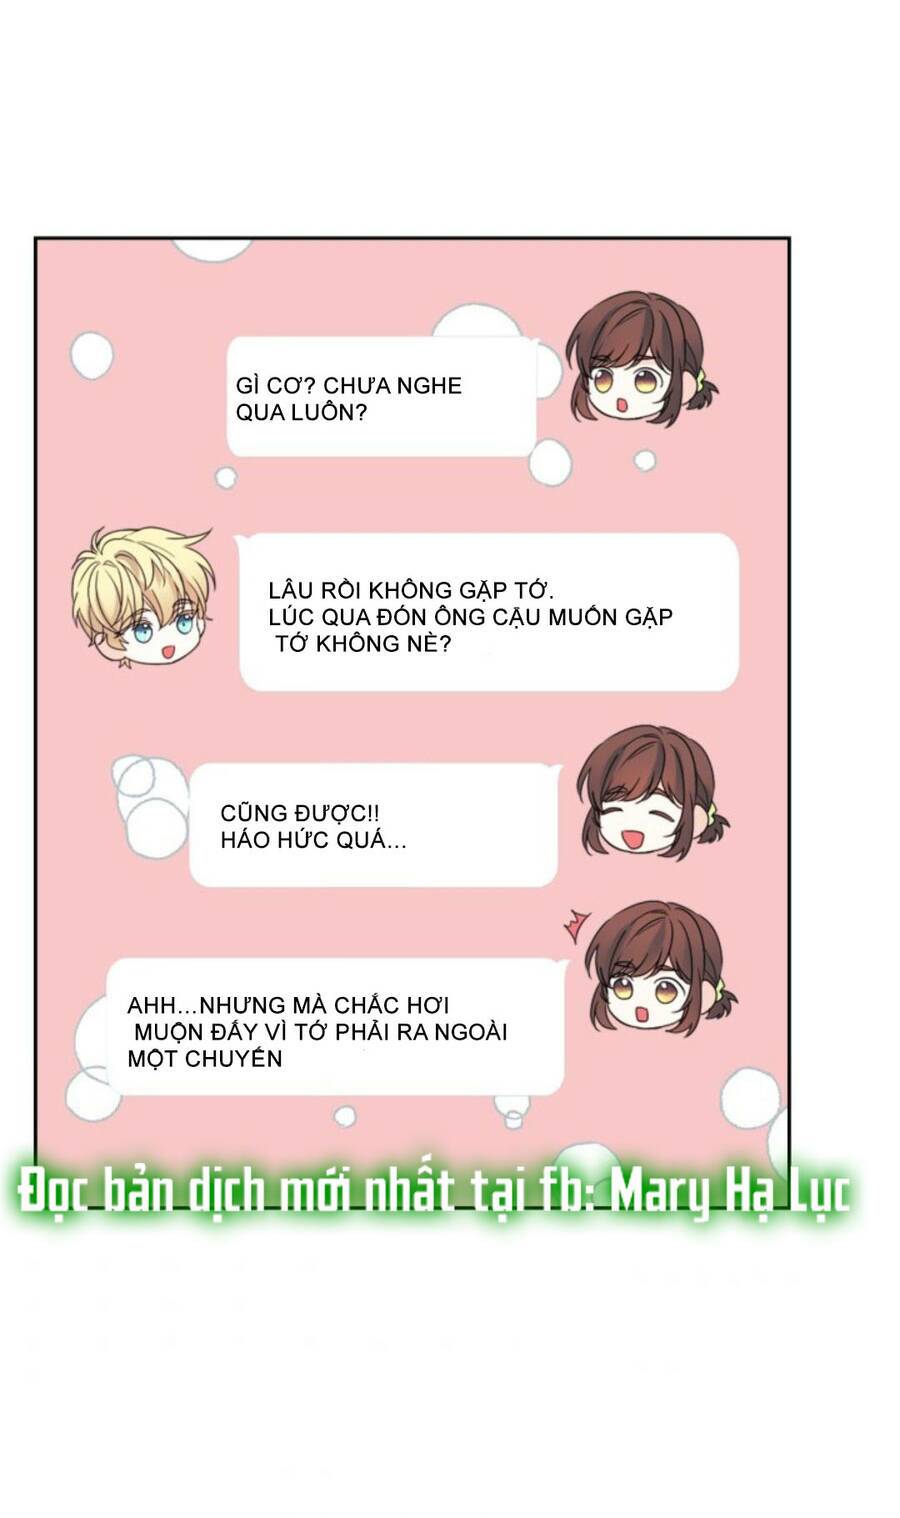 GÌ CƠ? CHƯA NGHE
QUA LUÔN?
LÂU RỒI KHÔNG GẶP TỚ.
LÚC QUA ĐÓN ÔNG CẬU MUỐN GẶP
TỚ KHÔNG NÈ?
CŨNG ĐƯỢC!!
HÁO HỨC QUÁ...
AHH...NHƯNG MÀ CHẮC HƠI
MUỘN ĐẤY VÌ TỚ PHẢI RA NGOÀI
MỘT CHUYẾN
Đọc bản dịch mới nhất tại fb: Mary Hạ Lục